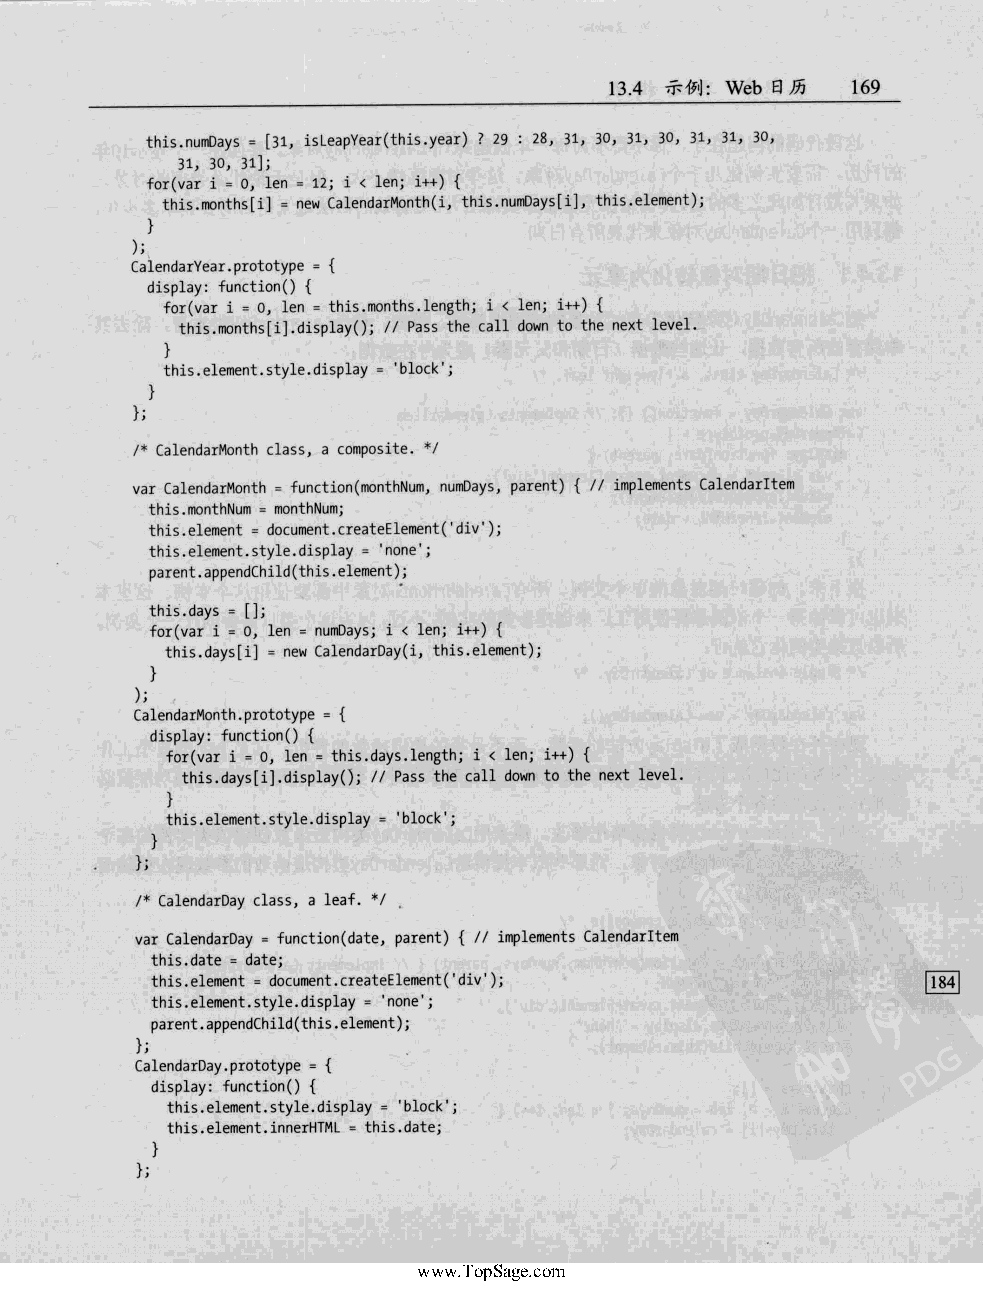 13.4 示例: Web 日历 169
this.numDays = [31, isLeapYear(this.year) ? 29 : 28, 31, 30, 31, 30, 31, 31, 30,
31, 30, 31];
for(var i = 0, len = 12; i < len; i++) {
this.months[i] = new CalendarMonth(i, this.numDays[i], this.element);
}
);
CalendarYear.prototype = {
display: function() {
for(var i = 0, len = this.months.length; i < len; i++) {
this.months[i].display(); // Pass the call down to the next level.
}
this.element.style.display = 'block';
}
};
/* CalendarMonth class, a composite. */
var CalendarMonth = function(monthNum, numDays, parent) { // implements CalendarItem
this.monthNum = monthNum;
this.element = document.createElement('div');
this.element.style.display = 'none';
parent.appendChild(this.element);
this.days = [];
for(var i = 0, len = numDays; i < len; i++) {
this.days[i] = new CalendarDay(i, this.element);
}
);
CalendarMonth.prototype = {
display: function() {
for(var i = 0, len = this.days.length; i < len; i++) {
this.days[i].display(); // Pass the call down to the next level.
}
this.element.style.display = 'block';
}
};
/* CalendarDay class, a leaf. */
var CalendarDay = function(date, parent) { // implements CalendarItem
this.date = date;
this.element = document.createElement('div');
this.element.style.display = 'none';
parent.appendChild(this.element);
};
184
CalendarDay.prototype = {
display: function() {
this.element.style.display = 'block';
this.element.innerHTML = this.date;
}
};
PDG
www.TopSage.com